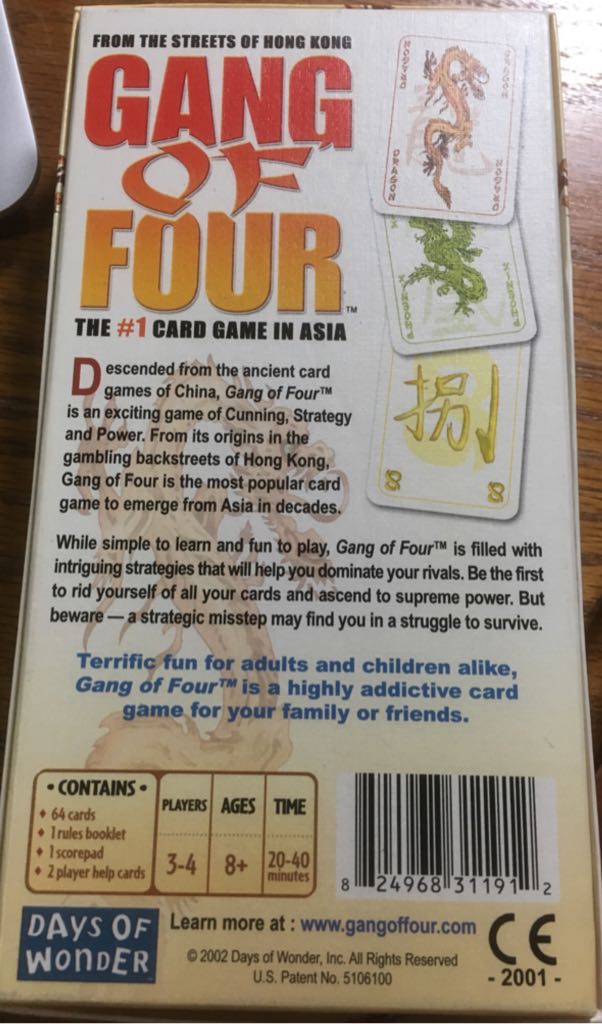 FROM THE STREETS OF HONG KONG
GANG
OF
FOUR™
THE #1 CARD GAME IN ASIA
DRAGON
DRAGON
DRAGON
DRAGON
龍
PHOENIX
PHOENIX
捌
8
8
Descended from the ancient card
games of China, Gang of Four™
is an exciting game of Cunning, Strategy
and Power. From its origins in the
gambling backstreets of Hong Kong,
Gang of Four is the most popular card
game to emerge from Asia in decades.
While simple to learn and fun to play, Gang of Four™ is filled with
intriguing strategies that will help you dominate your rivals. Be the first
to rid yourself of all your cards and ascend to supreme power. But
beware — a strategic misstep may find you in a struggle to survive.
Terrific fun for adults and children alike,
Gang of Four™ is a highly addictive card
game for your family or friends.
• CONTAINS •
♦ 64 cards
♦ 1 rules booklet
♦ 1 scorepad
♦ 2 player help cards
PLAYERS AGES TIME
3-4 8+ 20-40
minutes
8 24968 31191 2
DAYS OF
WONDER
Learn more at : www.gangoffour.com
© 2002 Days of Wonder, Inc. All Rights Reserved
U.S. Patent No. 5106100
CE
- 2001 -